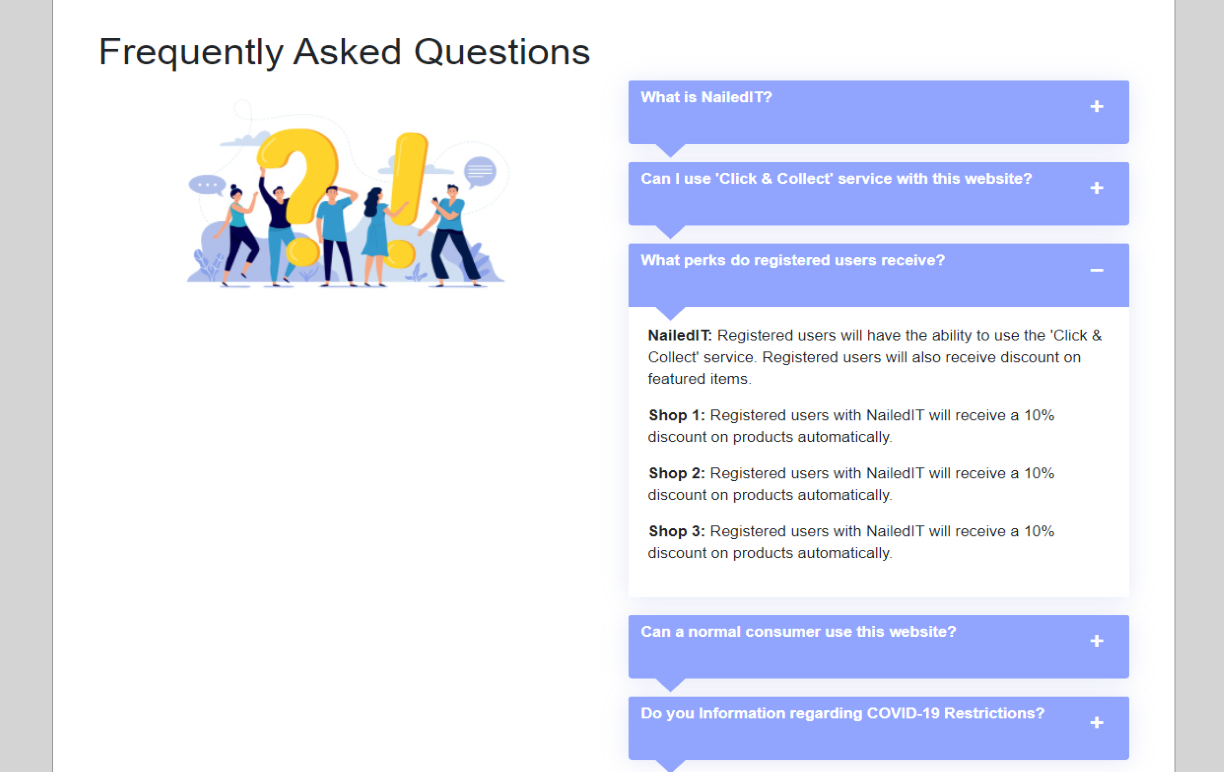 Frequently Asked Questions
What is NailedIT?
+
Can I use 'Click & Collect' service with this website?
+
What perks do registered users receive?
−
NailedIT: Registered users will have the ability to use the 'Click &
Collect' service. Registered users will also receive discount on
featured items.
Shop 1: Registered users with NailedIT will receive a 10%
discount on products automatically.
Shop 2: Registered users with NailedIT will receive a 10%
discount on products automatically.
Shop 3: Registered users with NailedIT will receive a 10%
discount on products automatically.
Can a normal consumer use this website?
+
Do you Information regarding COVID-19 Restrictions?
+